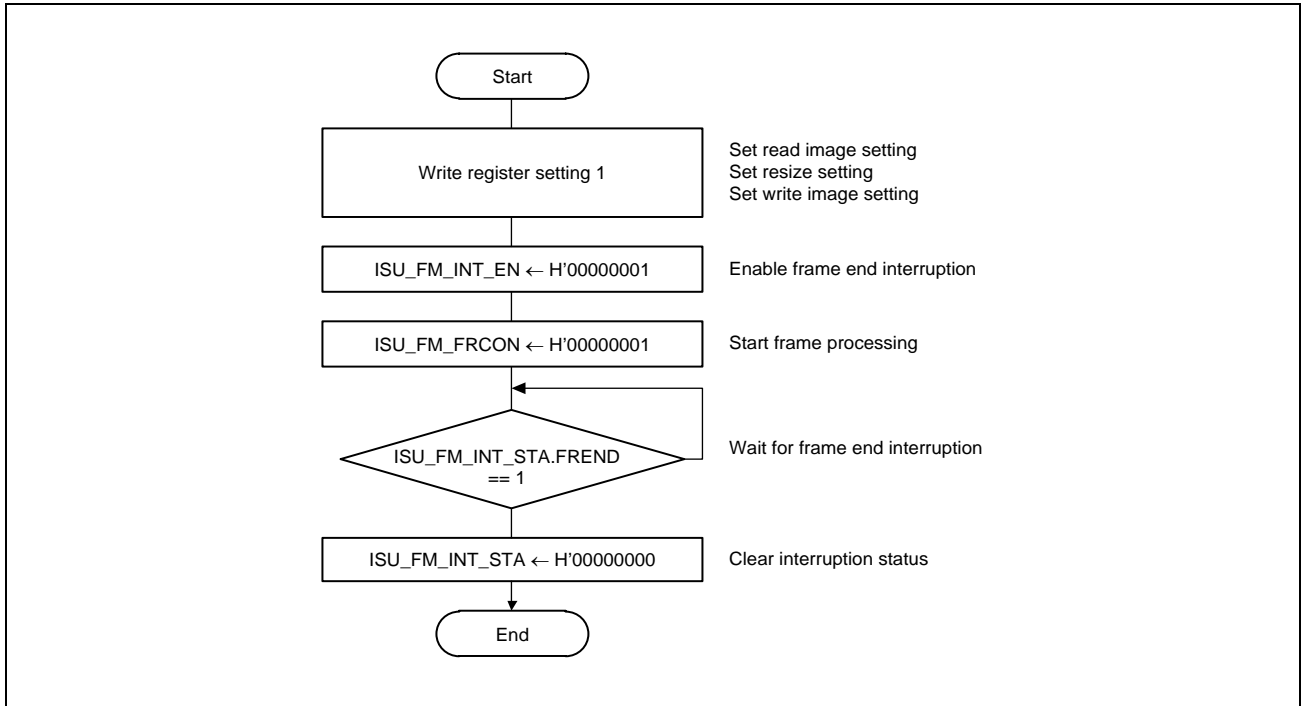 Start
Write register setting 1
Set read image setting
Set resize setting
Set write image setting
ISU_FM_INT_EN ← H'00000001
Enable frame end interruption
ISU_FM_FRCON ← H'00000001
Start frame processing
ISU_FM_INT_STA.FREND
== 1
Wait for frame end interruption
ISU_FM_INT_STA ← H'00000000
Clear interruption status
End